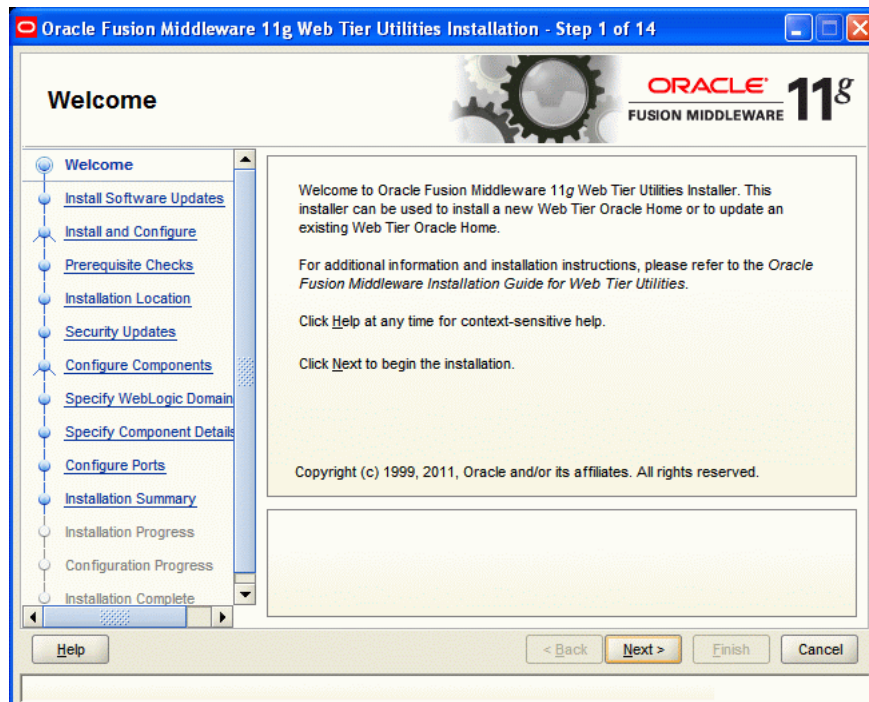 Oracle Fusion Middleware 11g Web Tier Utilities Installation - Step 1 of 14
Welcome
ORACLE
FUSION MIDDLEWARE
11g
Welcome
Install Software Updates
Install and Configure
Prerequisite Checks
Installation Location
Security Updates
Configure Components
Specify WebLogic Domain
Specify Component Details
Configure Ports
Installation Summary
Installation Progress
Configuration Progress
Installation Complete
Welcome to Oracle Fusion Middleware 11g Web Tier Utilities Installer. This
installer can be used to install a new Web Tier Oracle Home or to update an
existing Web Tier Oracle Home.
For additional information and installation instructions, please refer to the Oracle
Fusion Middleware Installation Guide for Web Tier Utilities.
Click Help at any time for context-sensitive help.
Click Next to begin the installation.
Copyright (c) 1999, 2011, Oracle and/or its affiliates. All rights reserved.
Help
< Back
Next >
Finish
Cancel